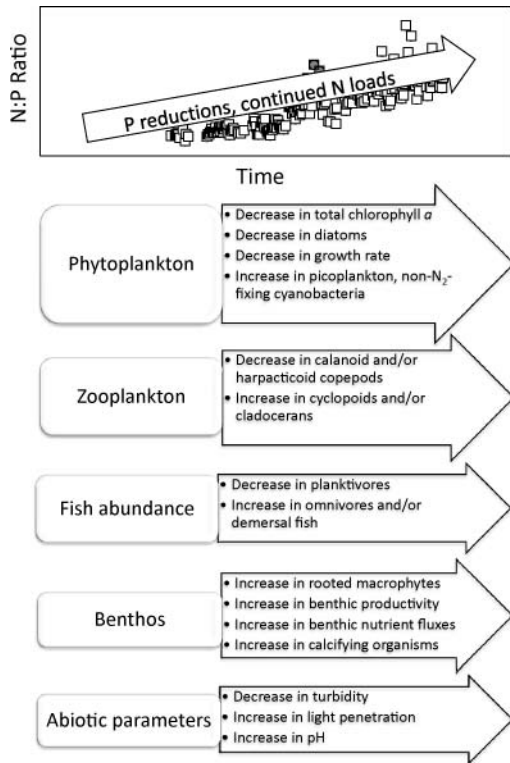 N:P Ratio
P reductions, continued N loads
Time
Phytoplankton
• Decrease in total chlorophyll a
• Decrease in diatoms
• Decrease in growth rate
• Increase in picoplankton, non-N₂-
fixing cyanobacteria
Zooplankton
• Decrease in calanoid and/or
harpacticoid copepods
• Increase in cyclopoids and/or
cladocerans
Fish abundance
• Decrease in planktivores
• Increase in omnivores and/or
demersal fish
Benthos
• Increase in rooted macrophytes
• Increase in benthic productivity
• Increase in benthic nutrient fluxes
• Increase in calcifying organisms
Abiotic parameters
• Decrease in turbidity
• Increase in light penetration
• Increase in pH